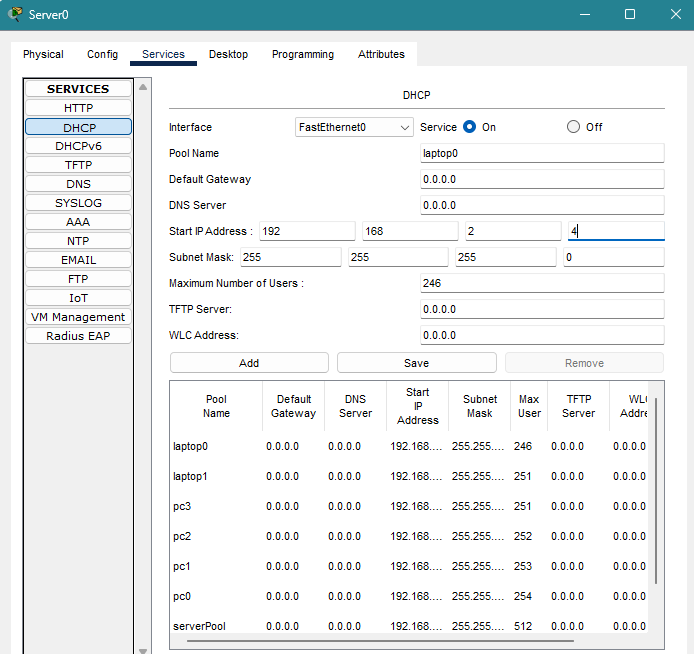 Server0
Physical Config Services Desktop Programming Attributes
SERVICES
HTTP
DHCP
DHCPv6
TFTP
DNS
SYSLOG
AAA
NTP
EMAIL
FTP
IoT
VM Management
Radius EAP
DHCP
Interface FastEthernet0 Service On Off
Pool Name laptop0
Default Gateway 0.0.0.0
DNS Server 0.0.0.0
Start IP Address : 192 168 2 4
Subnet Mask: 255 255 255 0
Maximum Number of Users : 246
TFTP Server: 0.0.0.0
WLC Address: 0.0.0.0
Add Save Remove
Pool Name Default Gateway DNS Server Start IP Address Subnet Mask Max User TFTP Server WLC Addre
laptop0 0.0.0.0 0.0.0.0 192.168.... 255.255.... 246 0.0.0.0 0.0.0.0
laptop1 0.0.0.0 0.0.0.0 192.168.... 255.255.... 251 0.0.0.0 0.0.0.0
pc3 0.0.0.0 0.0.0.0 192.168.... 255.255.... 251 0.0.0.0 0.0.0.0
pc2 0.0.0.0 0.0.0.0 192.168.... 255.255.... 252 0.0.0.0 0.0.0.0
pc1 0.0.0.0 0.0.0.0 192.168.... 255.255.... 253 0.0.0.0 0.0.0.0
pc0 0.0.0.0 0.0.0.0 192.168.... 255.255.... 254 0.0.0.0 0.0.0.0
serverPool 0.0.0.0 0.0.0.0 192.168.... 255.255.... 512 0.0.0.0 0.0.0.0